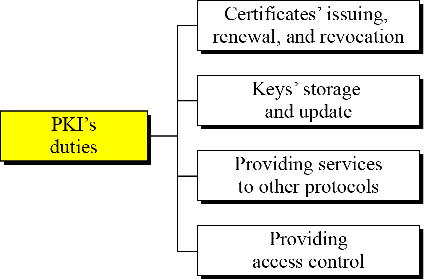 Certificates' issuing,
renewal, and revocation
Keys' storage
and update
PKI's
duties
Providing services
to other protocols
Providing
access control